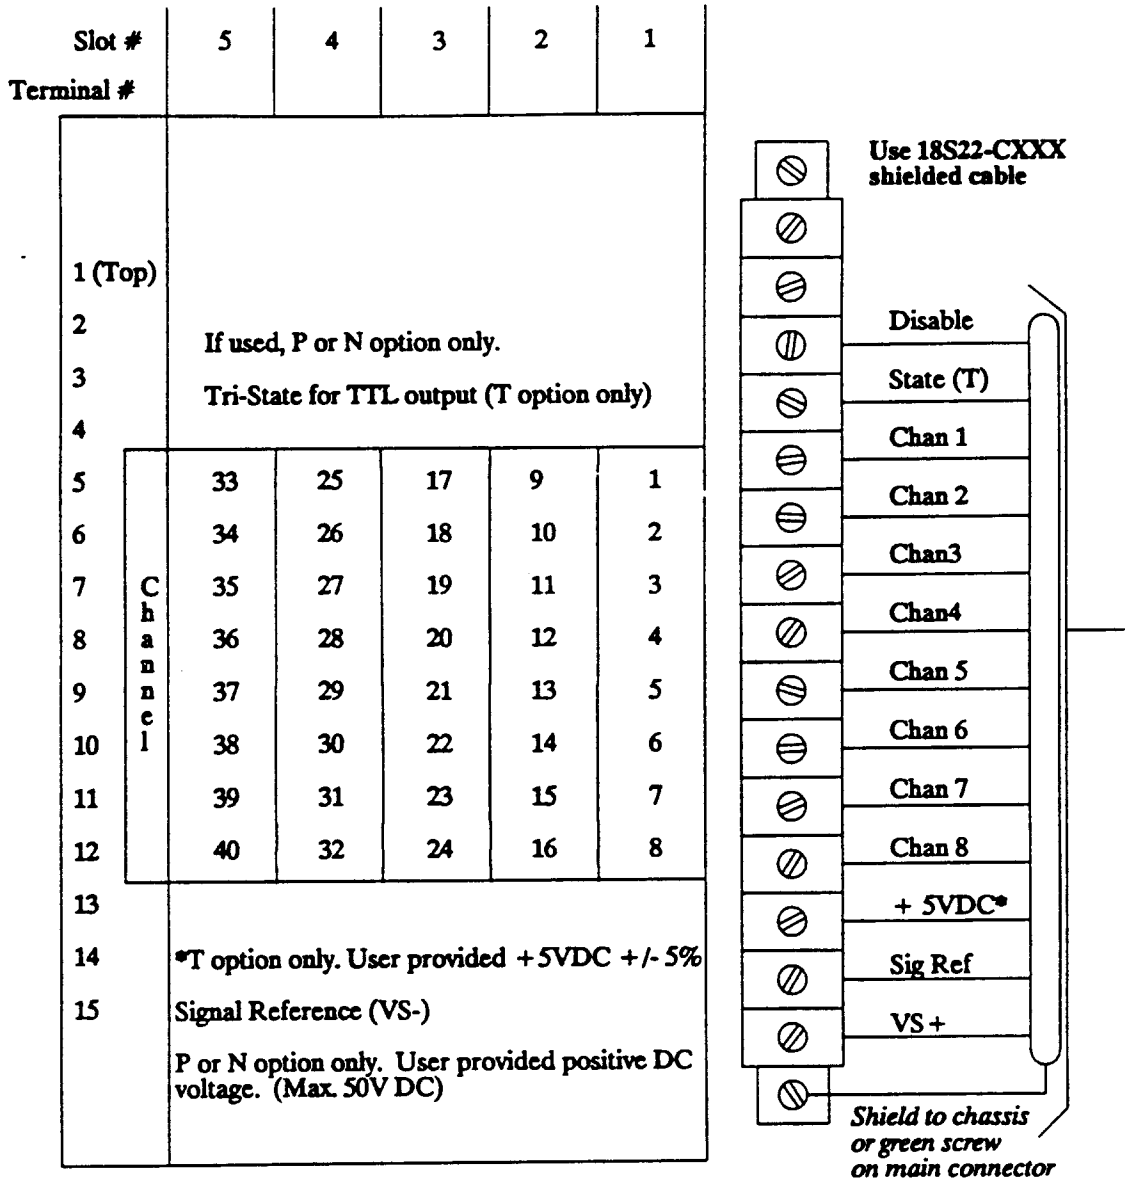 Slot # 5 4 3 2 1
Terminal #
1 (Top)
2
If used, P or N option only.
3
Tri-State for TTL output (T option only)
4
Channel
5 33 25 17 9 1
6 34 26 18 10 2
7 35 27 19 11 3
8 36 28 20 12 4
9 37 29 21 13 5
10 38 30 22 14 6
11 39 31 23 15 7
12 40 32 24 16 8
13
14 *T option only. User provided +5VDC +/- 5%
15 Signal Reference (VS-)
P or N option only. User provided positive DC
voltage. (Max. 50V DC)
Use 18S22-CXXX
shielded cable
Disable
State (T)
Chan 1
Chan 2
Chan3
Chan4
Chan 5
Chan 6
Chan 7
Chan 8
+ 5VDC*
Sig Ref
VS +
Shield to chassis
or green screw
on main connector